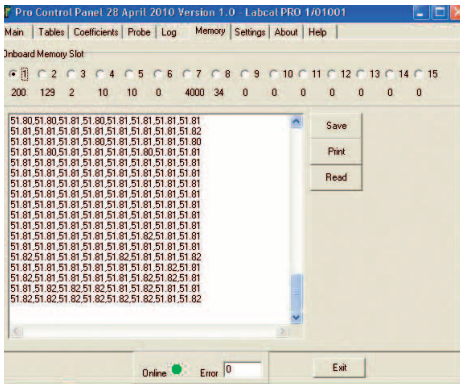 Pro Control Panel 28 April 2010 Version 1.0 - Labcal PRO 1/01001
Main Tables Coefficients Probe Log Memory Settings About Help
Onboard Memory Slot:
1 2 3 4 5 6 7 8 9 10 11 12 13 14 15
200 129 2 10 10 0 4000 34 0 0 0 0 0 0 0
51.80,51.80,51.81,51.80,51.81,51.81,51.81,51.81
51.81,51.81,51.81,51.81,51.81,51.81,51.81,51.82
51.81,51.81,51.81,51.80,51.81,51.81,51.81,51.80
51.81,51.80,51.81,51.81,51.81,51.80,51.81,51.81
51.81,51.81,51.81,51.81,51.81,51.81,51.81,51.81
51.81,51.81,51.81,51.81,51.81,51.81,51.81,51.81
51.81,51.81,51.81,51.81,51.81,51.81,51.81,51.81
51.81,51.81,51.81,51.81,51.81,51.81,51.81,51.81
51.81,51.81,51.81,51.81,51.81,51.81,51.81,51.81
51.81,51.81,51.81,51.81,51.81,51.81,51.81,51.81
51.81,51.81,51.81,51.81,51.81,51.81,51.81,51.81
51.81,51.81,51.81,51.81,51.81,51.82,51.81,51.81
51.81,51.81,51.81,51.81,51.81,51.81,51.81,51.81
51.82,51.81,51.81,51.81,51.82,51.81,51.81,51.81
51.81,51.81,51.81,51.81,51.81,51.81,51.82,51.81
51.82,51.81,51.82,51.81,51.81,51.82,51.81,51.81
51.81,51.82,51.81,51.81,51.81,51.81,51.81,51.82
51.82,51.82,51.82,51.82,51.82,51.82,51.81,51.82
Save
Print
Read
Online Error 0 Exit